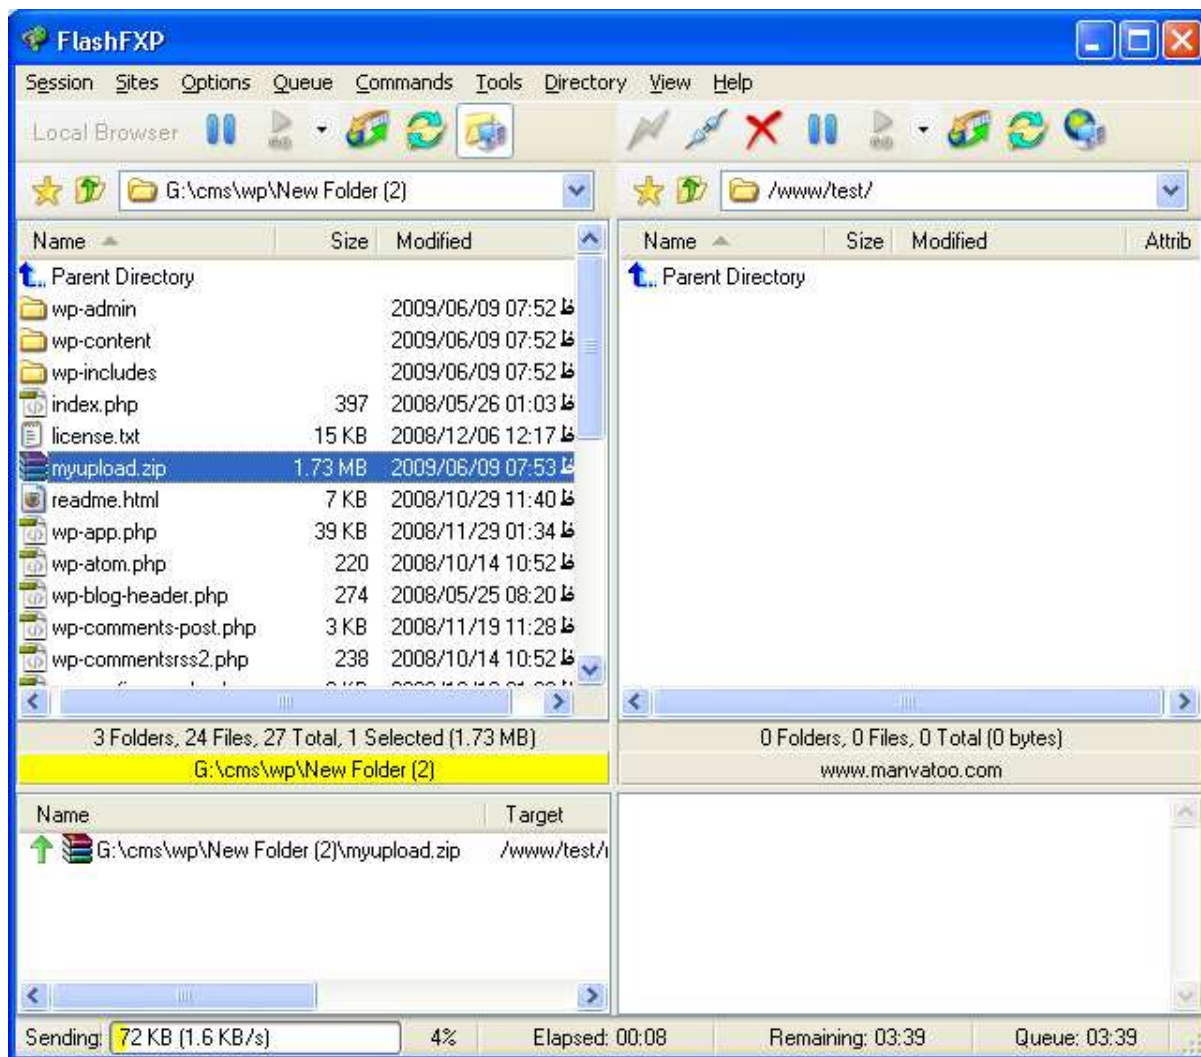 FlashFXP
Session Sites Options Queue Commands Tools Directory View Help
Local Browser
G:\cms\wp\New Folder (2)
/www/test/
Name Size Modified
Parent Directory
wp-admin 2009/06/09 07:52 ظ
wp-content 2009/06/09 07:52 ظ
wp-includes 2009/06/09 07:52 ظ
index.php 397 2008/05/26 01:03 ظ
license.txt 15 KB 2008/12/06 12:17 ظ
myupload.zip 1.73 MB 2009/06/09 07:53 ظ
readme.html 7 KB 2008/10/29 11:40 ظ
wp-app.php 39 KB 2008/11/29 01:34 ظ
wp-atom.php 220 2008/10/14 10:52 ظ
wp-blog-header.php 274 2008/05/25 08:20 ظ
wp-comments-post.php 3 KB 2008/11/19 11:28 ظ
wp-commentsrss2.php 238 2008/10/14 10:52 ظ
3 Folders, 24 Files, 27 Total, 1 Selected (1.73 MB)
G:\cms\wp\New Folder (2)
Name Size Modified Attrib
Parent Directory
0 Folders, 0 Files, 0 Total (0 bytes)
www.manvatoo.com
Name Target
G:\cms\wp\New Folder (2)\myupload.zip /www/test/
Sending: 72 KB (1.6 KB/s) 4% Elapsed: 00:08 Remaining: 03:39 Queue: 03:39